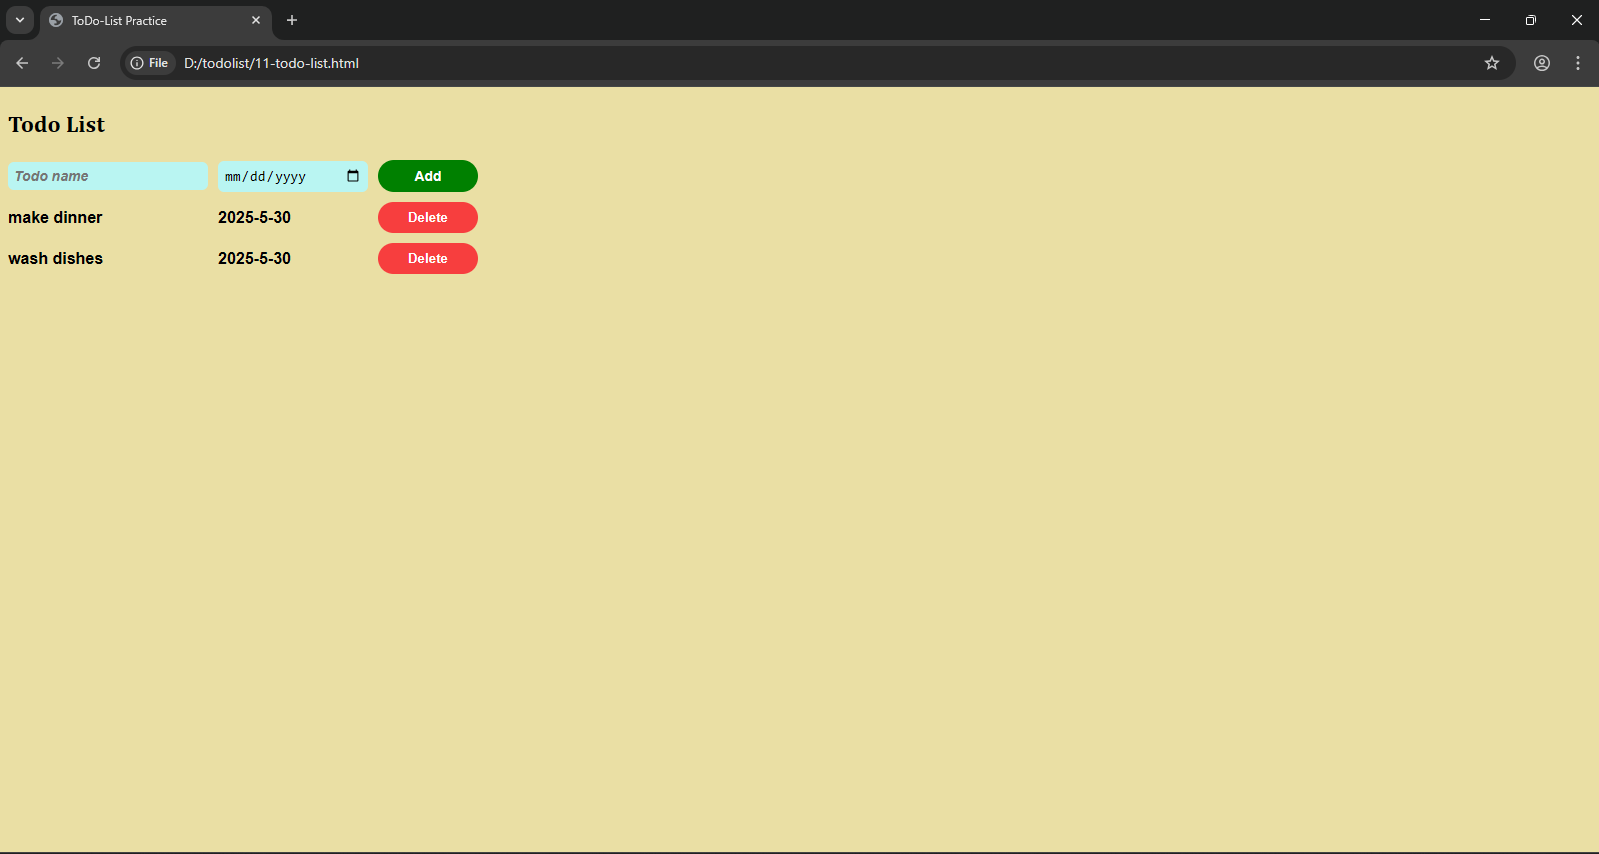 ToDo-List Practice
File D:/todolist/11-todo-list.html
Todo List
Todo name mm/dd/yyyy Add
make dinner 2025-5-30 Delete
wash dishes 2025-5-30 Delete